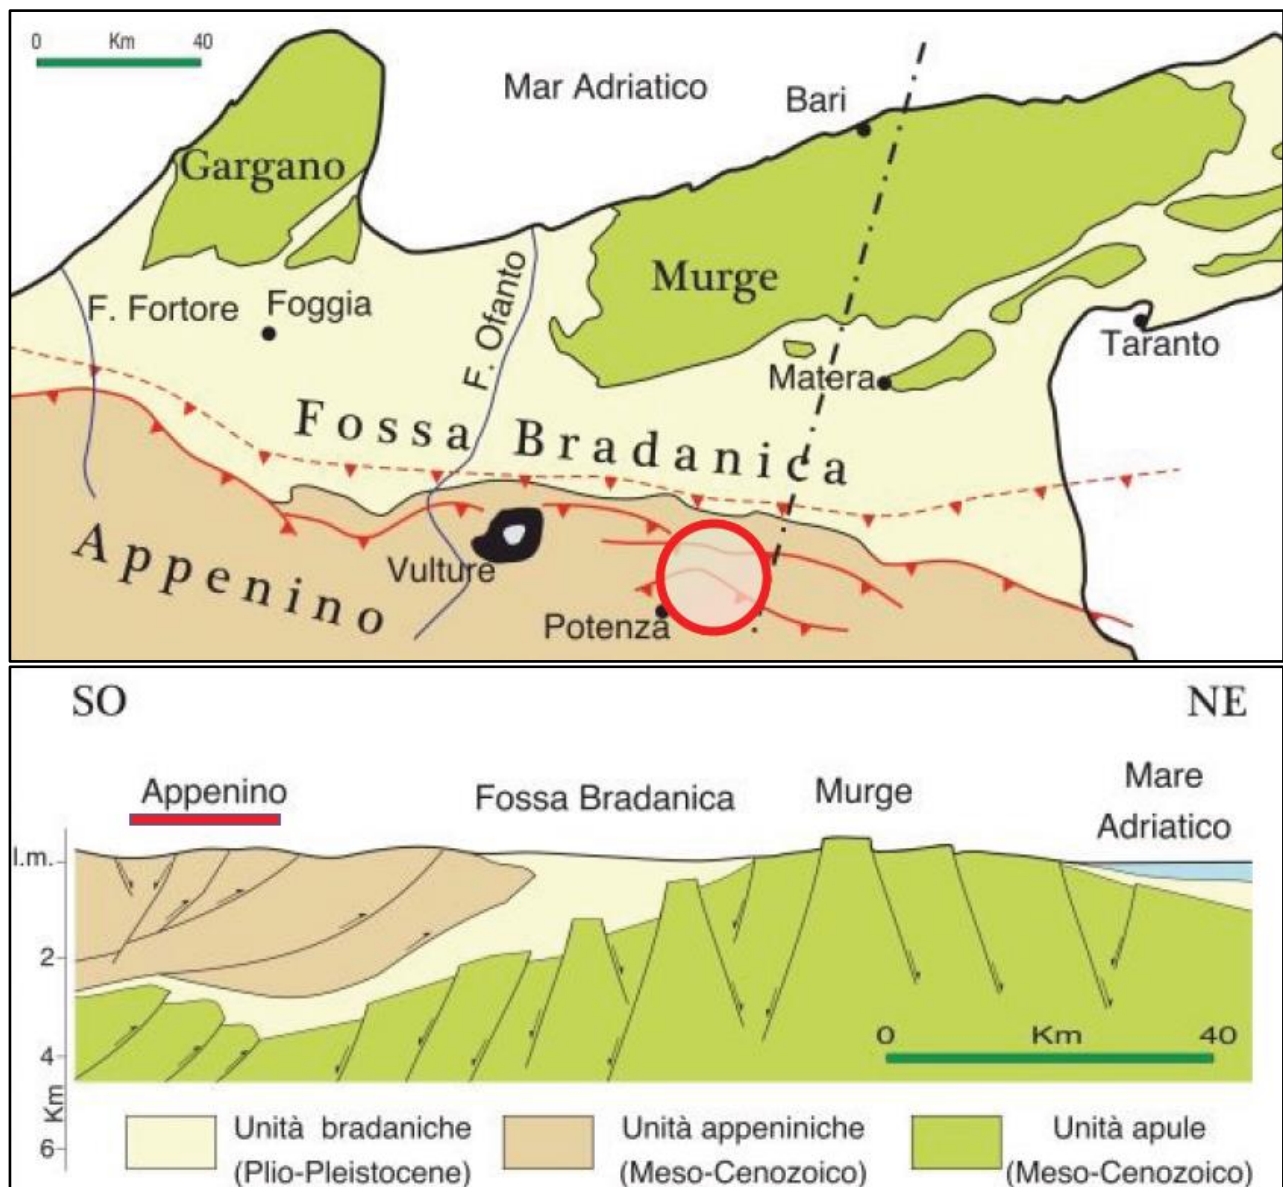 0 Km 40
Mar Adriatico
Bari
Gargano
Murge
F. Fortore
Foggia
F. Ofanto
Taranto
Matera
Fossa Bradanica
Appenino
Vulture
Potenza
SO
NE
Appenino
Fossa Bradanica
Murge
Mare
Adriatico
l.m.
2
4
Km
6
0 Km 40
Unità bradaniche
(Plio-Pleistocene)
Unità appeniniche
(Meso-Cenozoico)
Unità apule
(Meso-Cenozoico)